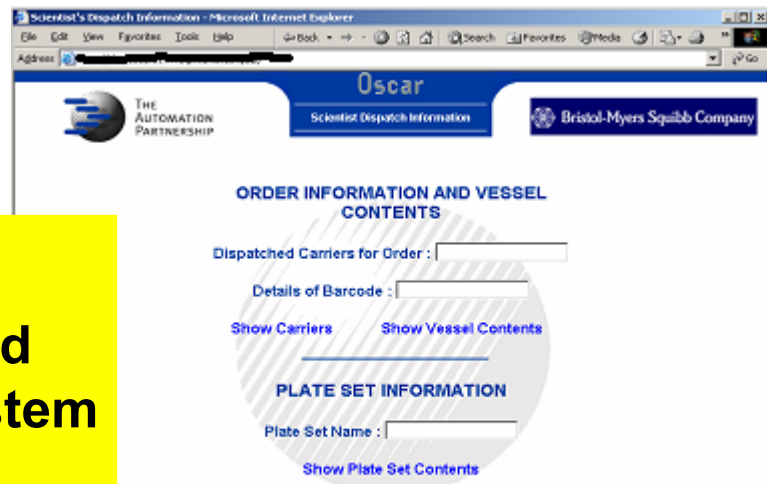 Scientist's Dispatch Information - Microsoft Internet Explorer
File Edit View Favorites Tools Help Back Search Favorites Media
Address Go
Oscar
THE AUTOMATION PARTNERSHIP
Scientist Dispatch Information
Bristol-Myers Squibb Company
ORDER INFORMATION AND VESSEL
CONTENTS
Dispatched Carriers for Order :
Details of Barcode :
Show Carriers Show Vessel Contents
d
stem
PLATE SET INFORMATION
Plate Set Name :
Show Plate Set Contents